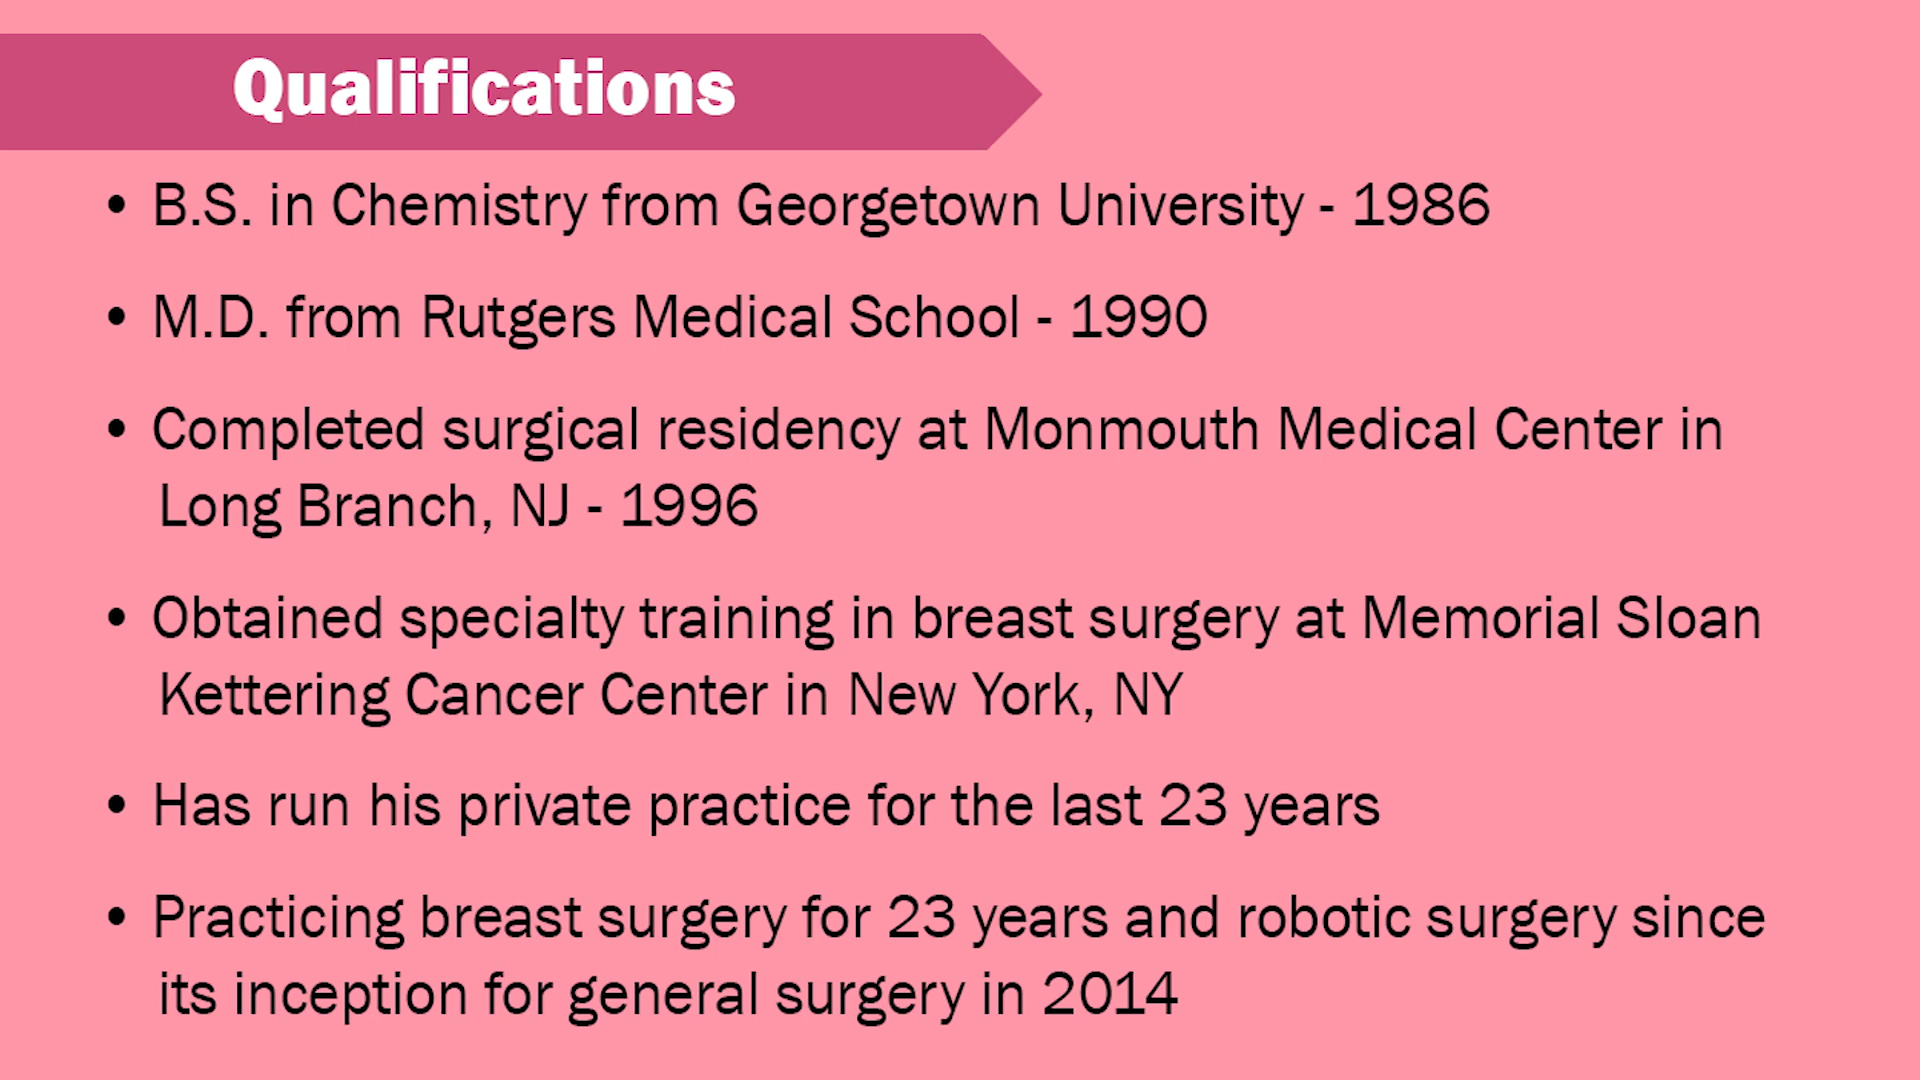 Qualifications
• B.S. in Chemistry from Georgetown University - 1986
• M.D. from Rutgers Medical School - 1990
• Completed surgical residency at Monmouth Medical Center in
Long Branch, NJ - 1996
• Obtained specialty training in breast surgery at Memorial Sloan
Kettering Cancer Center in New York, NY
• Has run his private practice for the last 23 years
• Practicing breast surgery for 23 years and robotic surgery since
its inception for general surgery in 2014